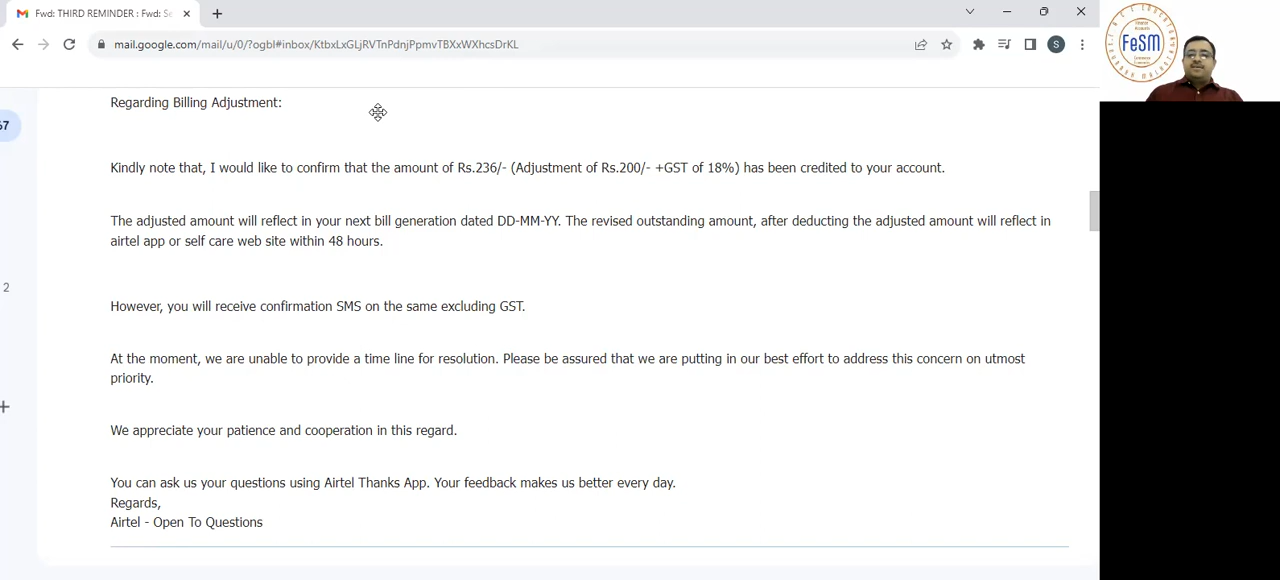 Fwd: THIRD REMINDER : Fwd: Se
mail.google.com/mail/u/0/?ogbl#inbox/KtbxLxGLjRVTnPdnjPpmvTBXxWXhcsDrKL
S
FeSM
67
Regarding Billing Adjustment:
Kindly note that, I would like to confirm that the amount of Rs.236/- (Adjustment of Rs.200/- +GST of 18%) has been credited to your account.
The adjusted amount will reflect in your next bill generation dated DD-MM-YY. The revised outstanding amount, after deducting the adjusted amount will reflect in
airtel app or self care web site within 48 hours.
2
However, you will receive confirmation SMS on the same excluding GST.
At the moment, we are unable to provide a time line for resolution. Please be assured that we are putting in our best effort to address this concern on utmost
priority.
We appreciate your patience and cooperation in this regard.
You can ask us your questions using Airtel Thanks App. Your feedback makes us better every day.
Regards,
Airtel - Open To Questions